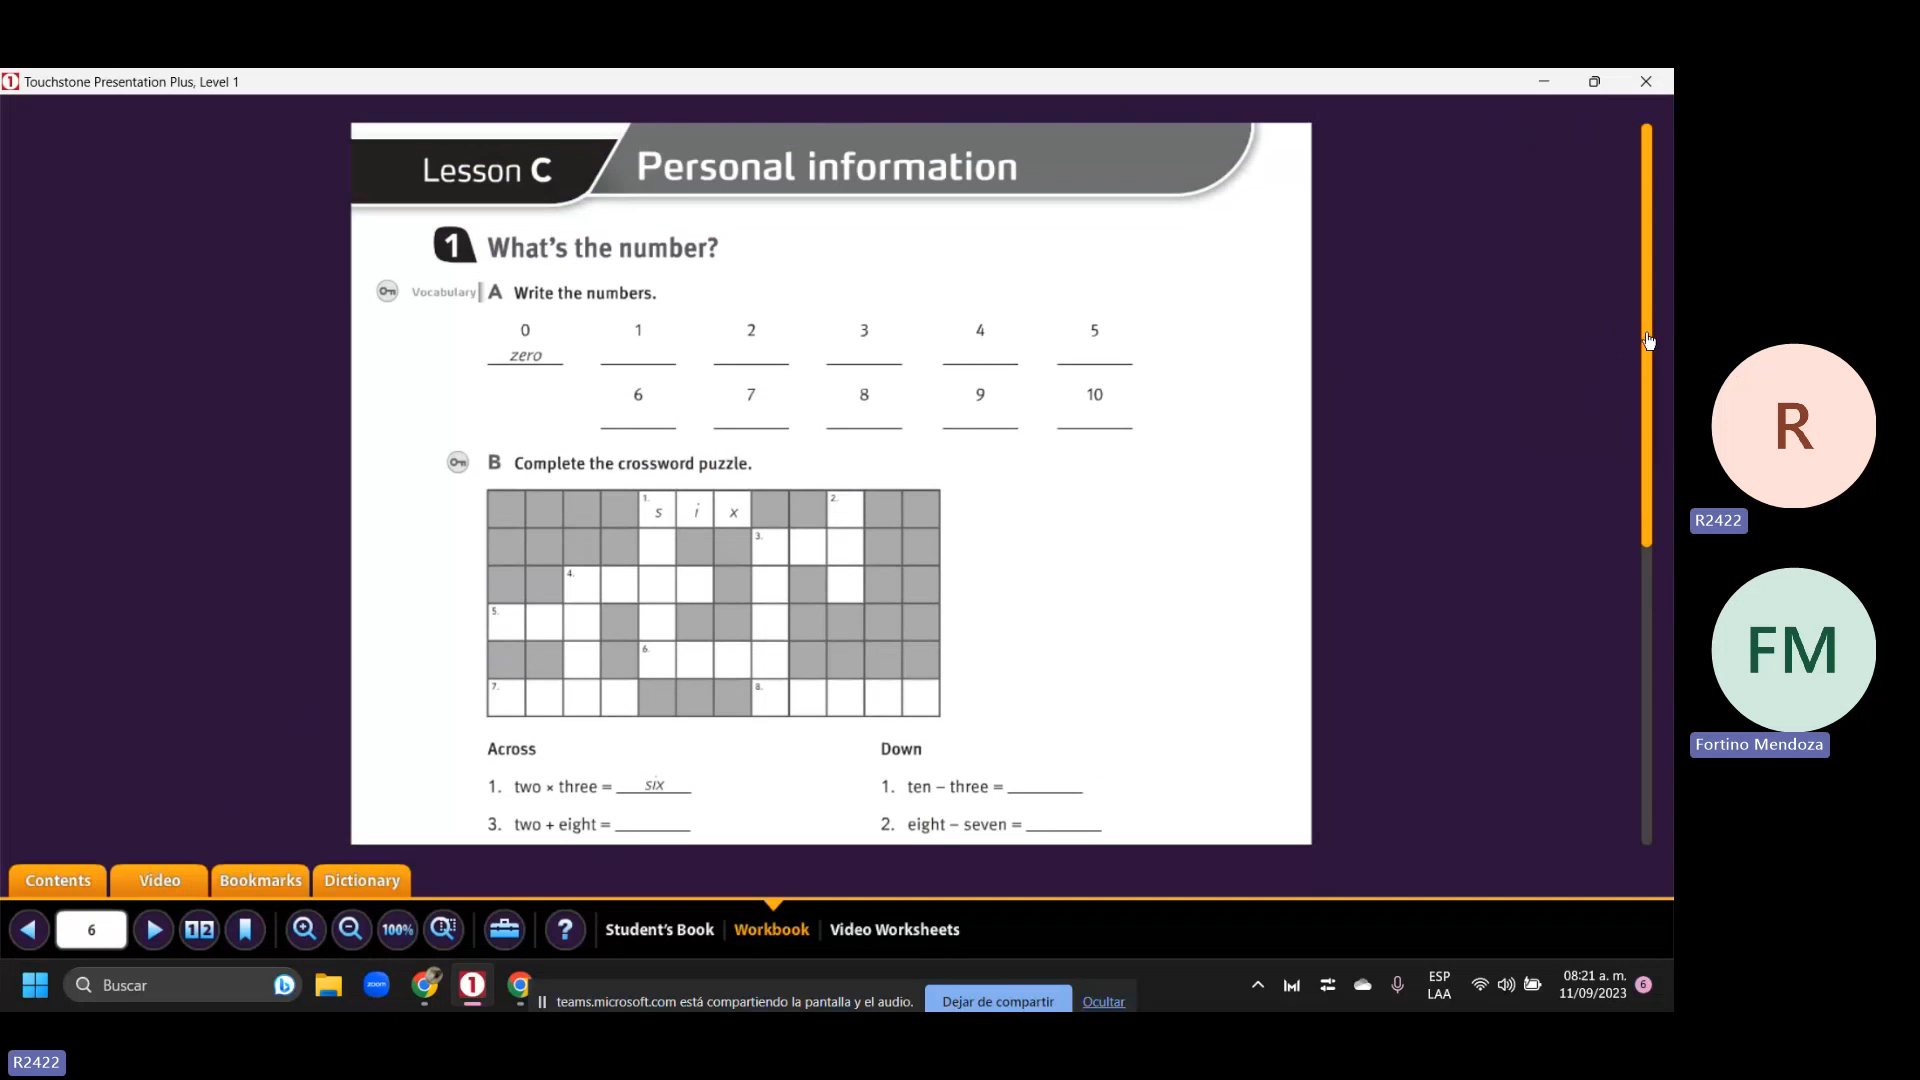 Touchstone Presentation Plus, Level 1
Lesson C
Personal information
1 What's the number?
Vocabulary A Write the numbers.
0 1 2 3 4 5
zero
6 7 8 9 10
B Complete the crossword puzzle.
1. s i x 2.
3.
4.
5.
6.
7. 8.
Across
1. two × three = six
3. two + eight =
Down
1. ten – three =
2. eight – seven =
R
R2422
FM
Fortino Mendoza
Contents Video Bookmarks Dictionary
6 12 100% ? Student's Book Workbook Video Worksheets
Buscar zoom 1 teams.microsoft.com está compartiendo la pantalla y el audio. Dejar de compartir Ocultar
ESP
LAA
08:21 a. m.
11/09/2023
6
R2422